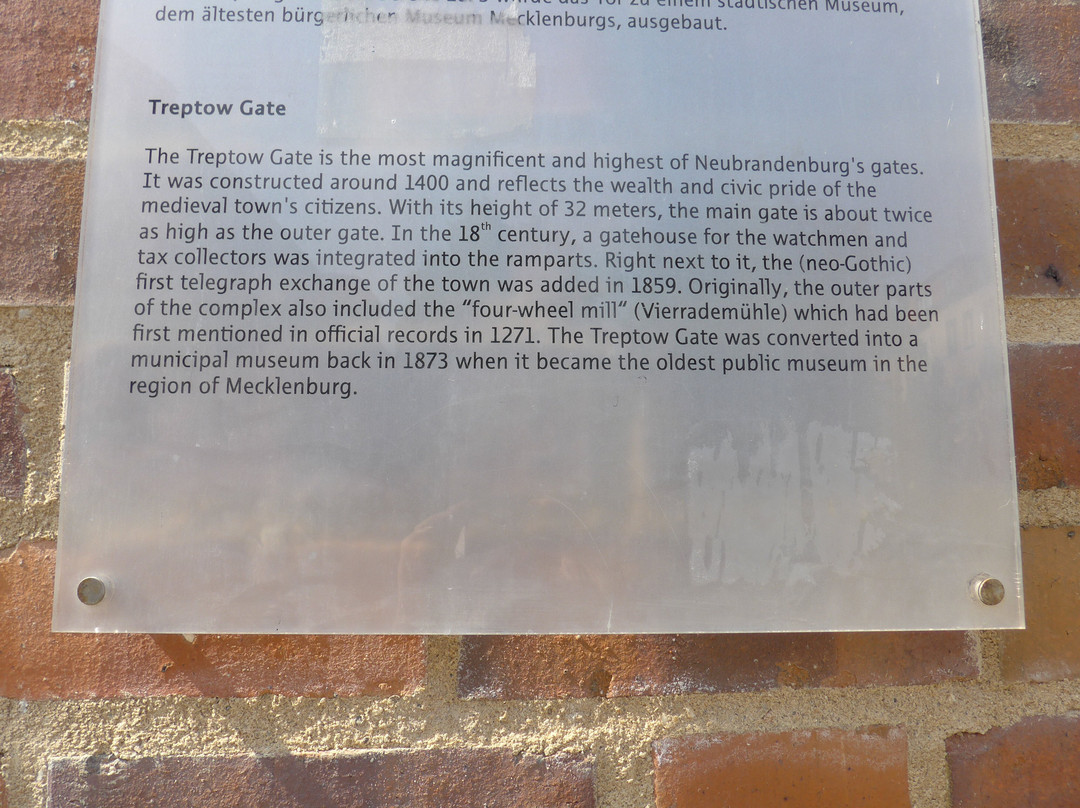 wurde das Tor zu einem städtischen Museum,
dem ältesten bürgerlichen Museum Mecklenburgs, ausgebaut.
Treptow Gate
The Treptow Gate is the most magnificent and highest of Neubrandenburg's gates.
It was constructed around 1400 and reflects the wealth and civic pride of the
medieval town's citizens. With its height of 32 meters, the main gate is about twice
as high as the outer gate. In the 18th century, a gatehouse for the watchmen and
tax collectors was integrated into the ramparts. Right next to it, the (neo-Gothic)
first telegraph exchange of the town was added in 1859. Originally, the outer parts
of the complex also included the “four-wheel mill“ (Vierrademühle) which had been
first mentioned in official records in 1271. The Treptow Gate was converted into a
municipal museum back in 1873 when it became the oldest public museum in the
region of Mecklenburg.